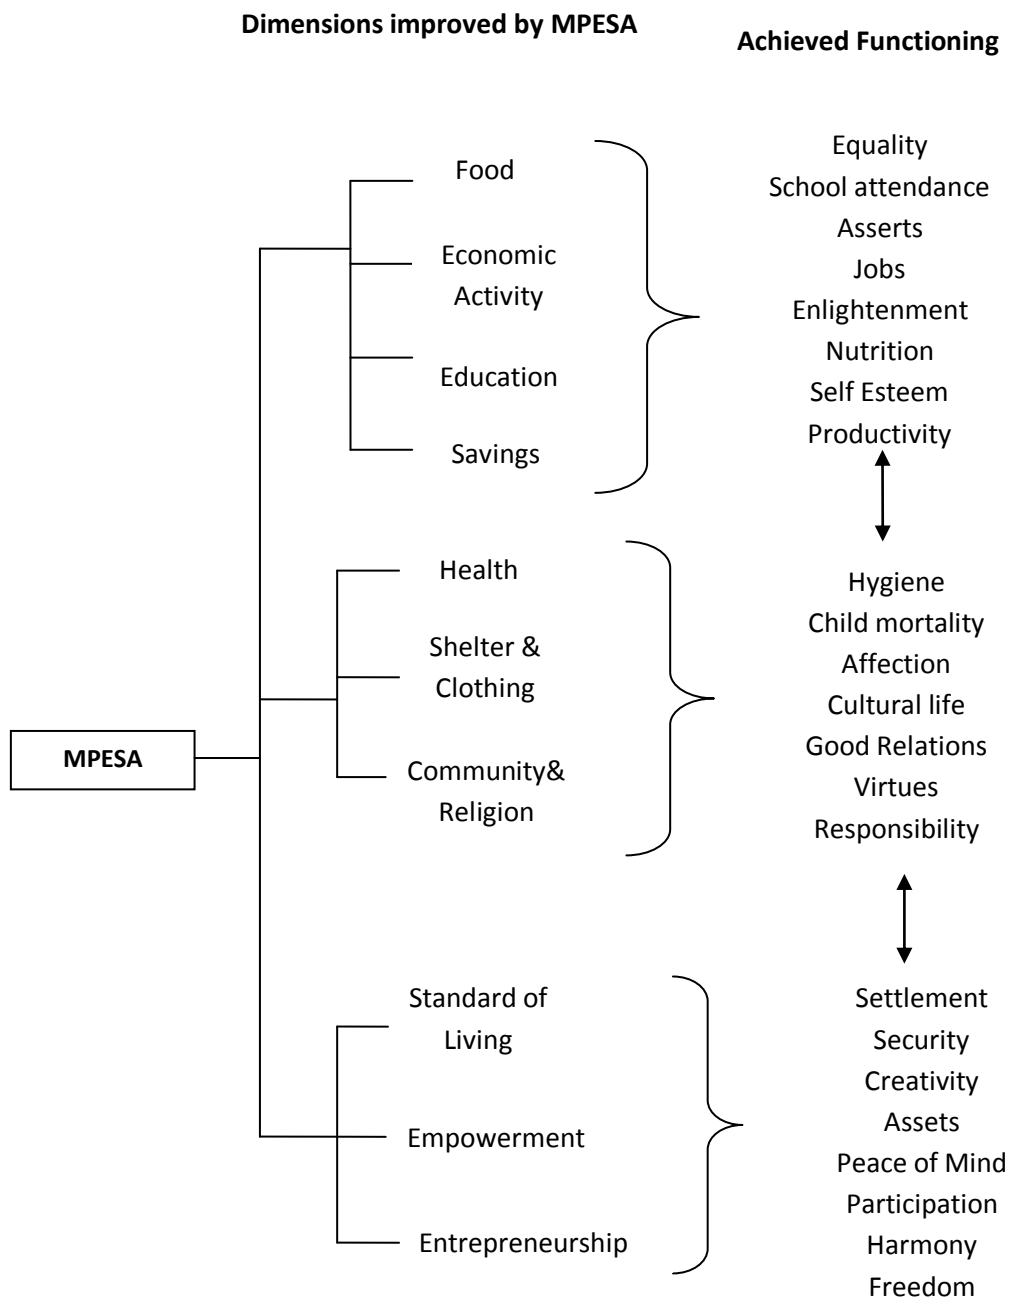 Dimensions improved by MPESA
Achieved Functioning
MPESA
Food
Economic
Activity
Education
Savings
Equality
School attendance
Asserts
Jobs
Enlightenment
Nutrition
Self Esteem
Productivity
Health
Shelter &
Clothing
Community&
Religion
Hygiene
Child mortality
Affection
Cultural life
Good Relations
Virtues
Responsibility
Standard of
Living
Empowerment
Entrepreneurship
Settlement
Security
Creativity
Assets
Peace of Mind
Participation
Harmony
Freedom